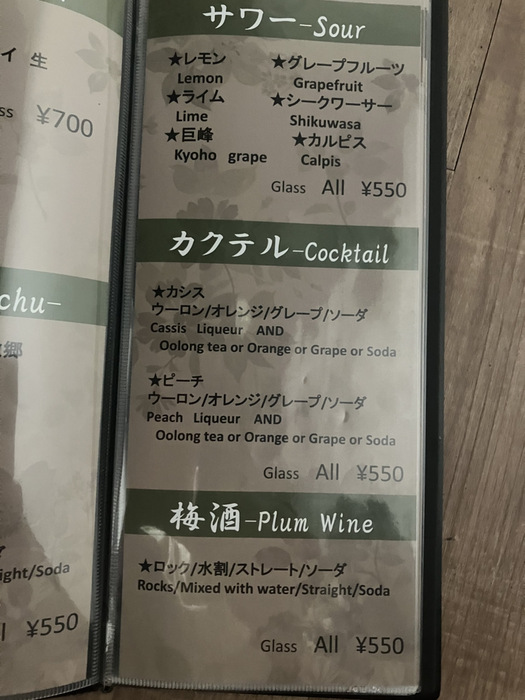 イ 生
ss ¥700
chu-
郷
ight/Soda
¥550
サワー-Sour
★レモン ★グレープフルーツ
Lemon Grapefruit
★ライム ★シークワーサー
Lime Shikuwasa
★巨峰 ★カルピス
Kyoho grape Calpis
Glass All ¥550
カクテル-Cocktail
★カシス
ウーロン/オレンジ/グレープ/ソーダ
Cassis Liqueur AND
Oolong tea or Orange or Grape or Soda
★ピーチ
ウーロン/オレンジ/グレープ/ソーダ
Peach Liqueur AND
Oolong tea or Orange or Grape or Soda
Glass All ¥550
梅酒-Plum Wine
★ロック/水割/ストレート/ソーダ
Rocks/Mixed with water/Straight/Soda
Glass All ¥550